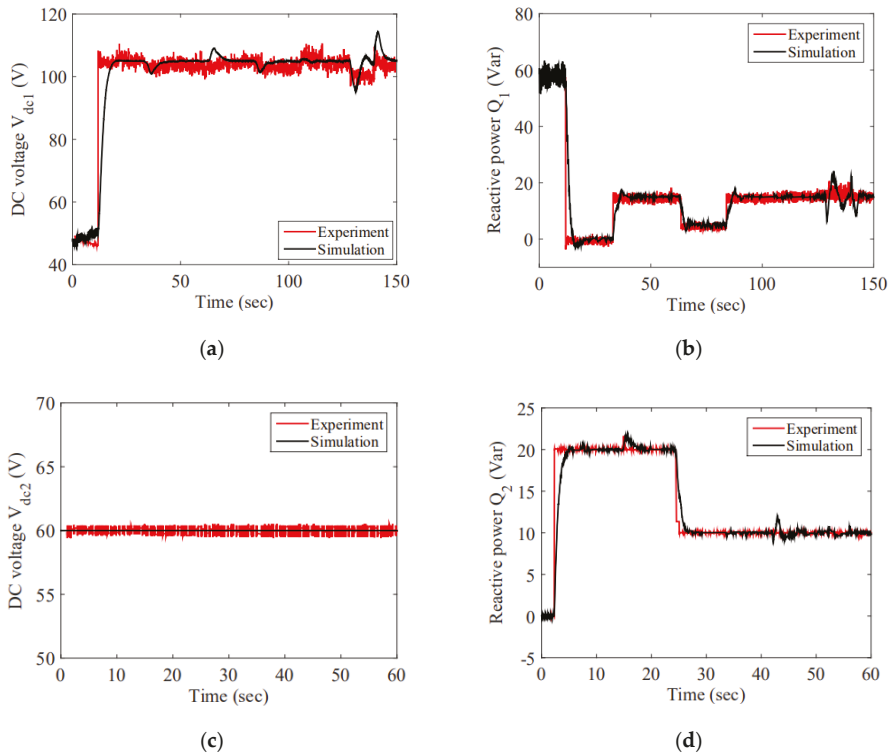 120
100
80
60
40
DC voltage V_dc1 (V)
Experiment
Simulation
0 50 100 150
Time (sec)
(a)
80
60
40
20
0
Reactive power Q_1 (Var)
Experiment
Simulation
0 50 100 150
Time (sec)
(b)
70
65
60
55
50
DC voltage V_dc2 (V)
Experiment
Simulation
0 10 20 30 40 50 60
Time (sec)
(c)
25
20
15
10
5
0
-5
Reactive power Q_2 (Var)
Experiment
Simulation
0 10 20 30 40 50 60
Time (sec)
(d)